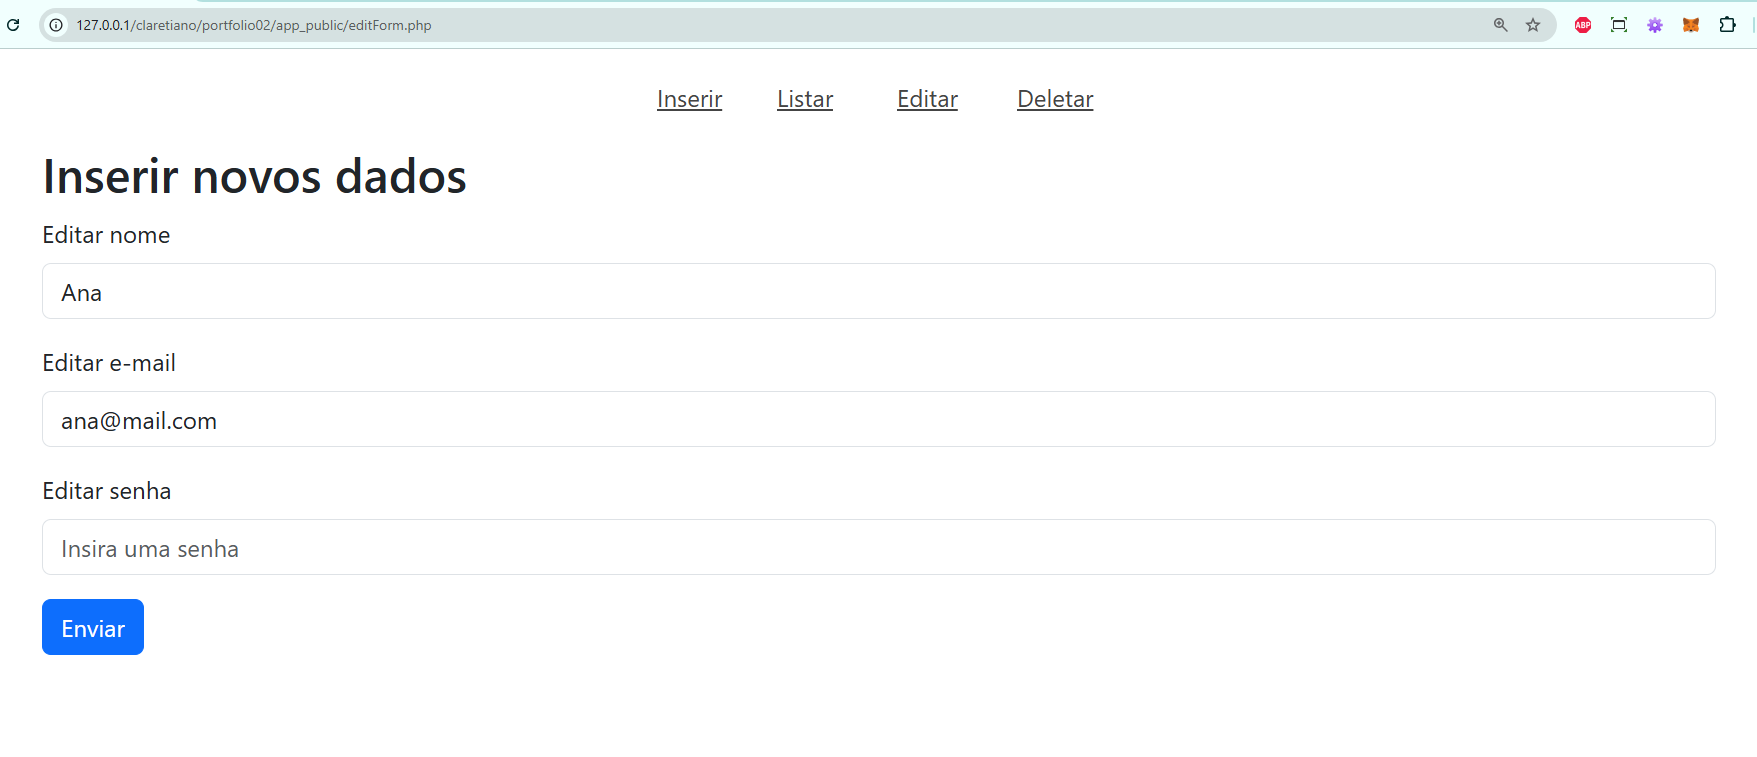 127.0.0.1/claretiano/portfolio02/app_public/editForm.php
ABP
Inserir Listar Editar Deletar
Inserir novos dados
Editar nome
Ana
Editar e-mail
ana@mail.com
Editar senha
Insira uma senha
Enviar